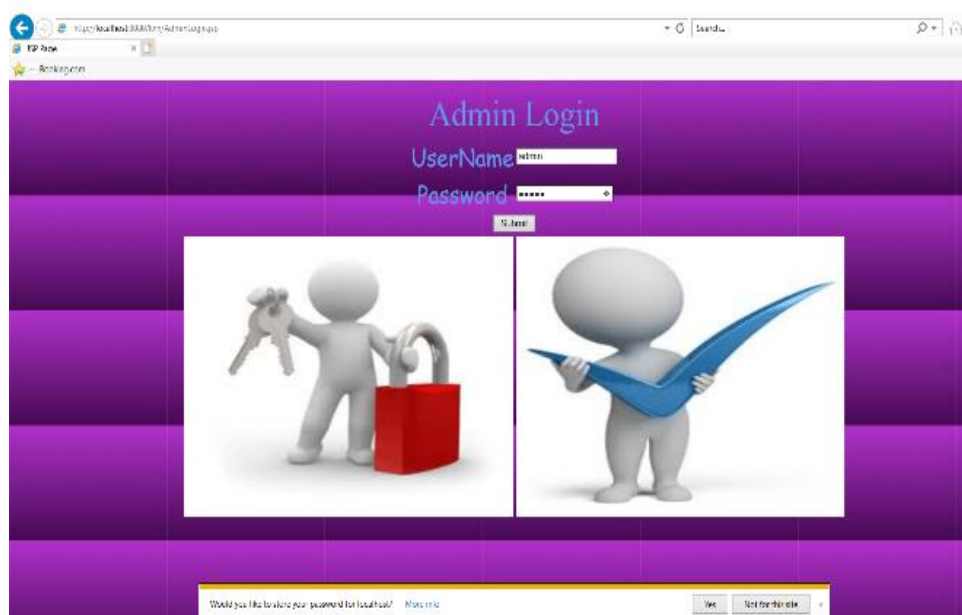 Search...
JSP Page
Booking.com
Admin Login
UserName admin
Password •••••
Submit
Would you like to store your password for localhost? More info Yes Not for this site